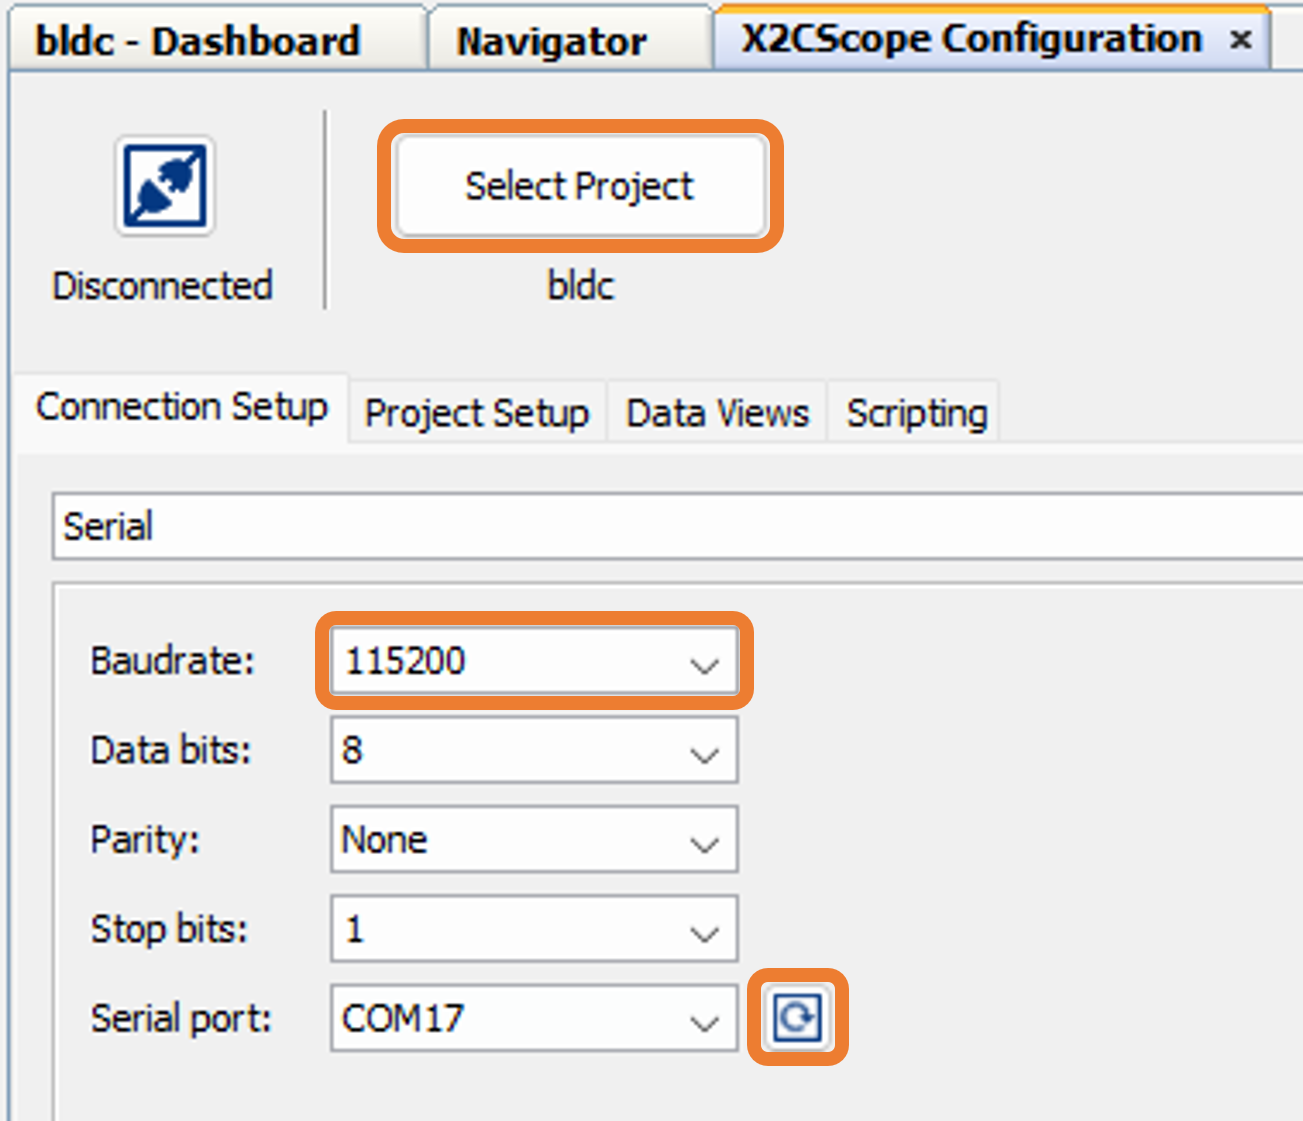 bldc - Dashboard Navigator X2CScope Configuration ×
Select Project
Disconnected bldc
Connection Setup Project Setup Data Views Scripting
Serial
Baudrate: 115200
Data bits: 8
Parity: None
Stop bits: 1
Serial port: COM17